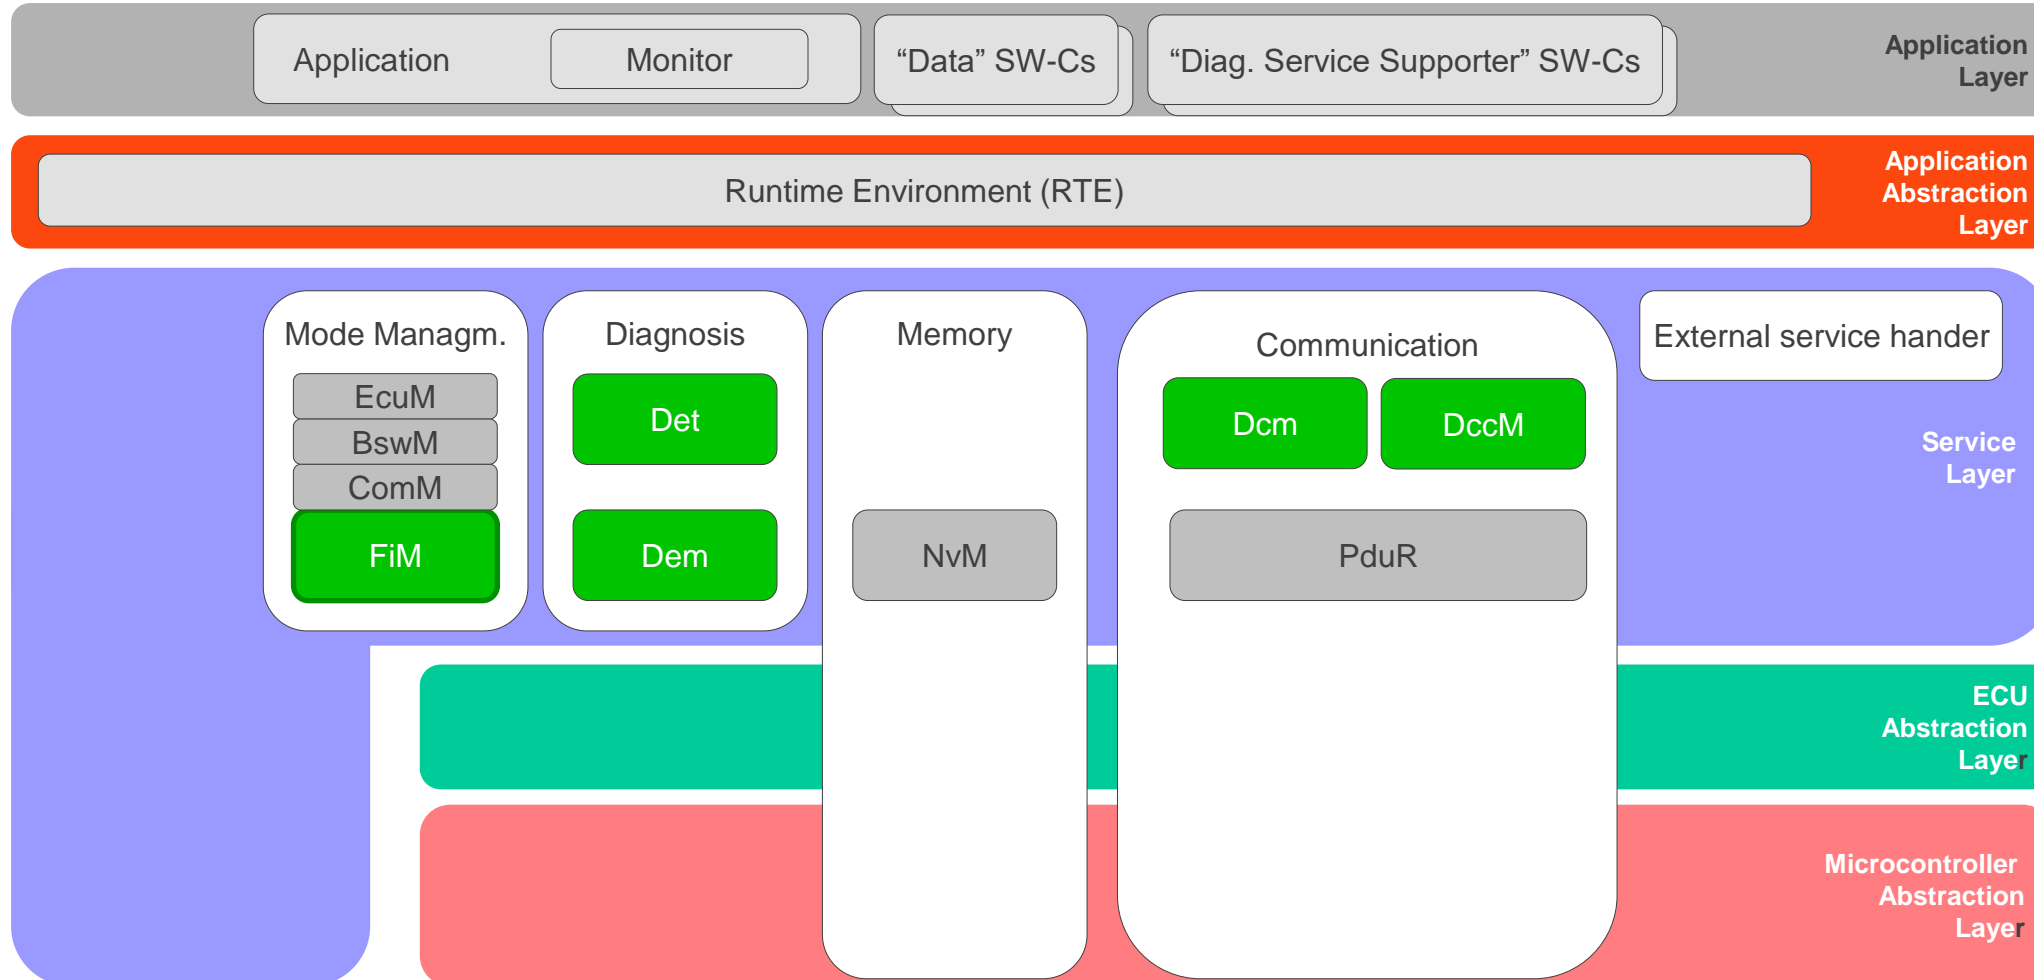 Application
Monitor
“Data” SW-Cs
“Diag. Service Supporter” SW-Cs
Application
Layer
Runtime Environment (RTE)
Application
Abstraction
Layer
Mode Managm.
EcuM
BswM
ComM
FiM
Diagnosis
Det
Dem
Memory
NvM
Communication
Dcm
DccM
PduR
External service hander
Service
Layer
ECU
Abstraction
Layer
Microcontroller
Abstraction
Layer